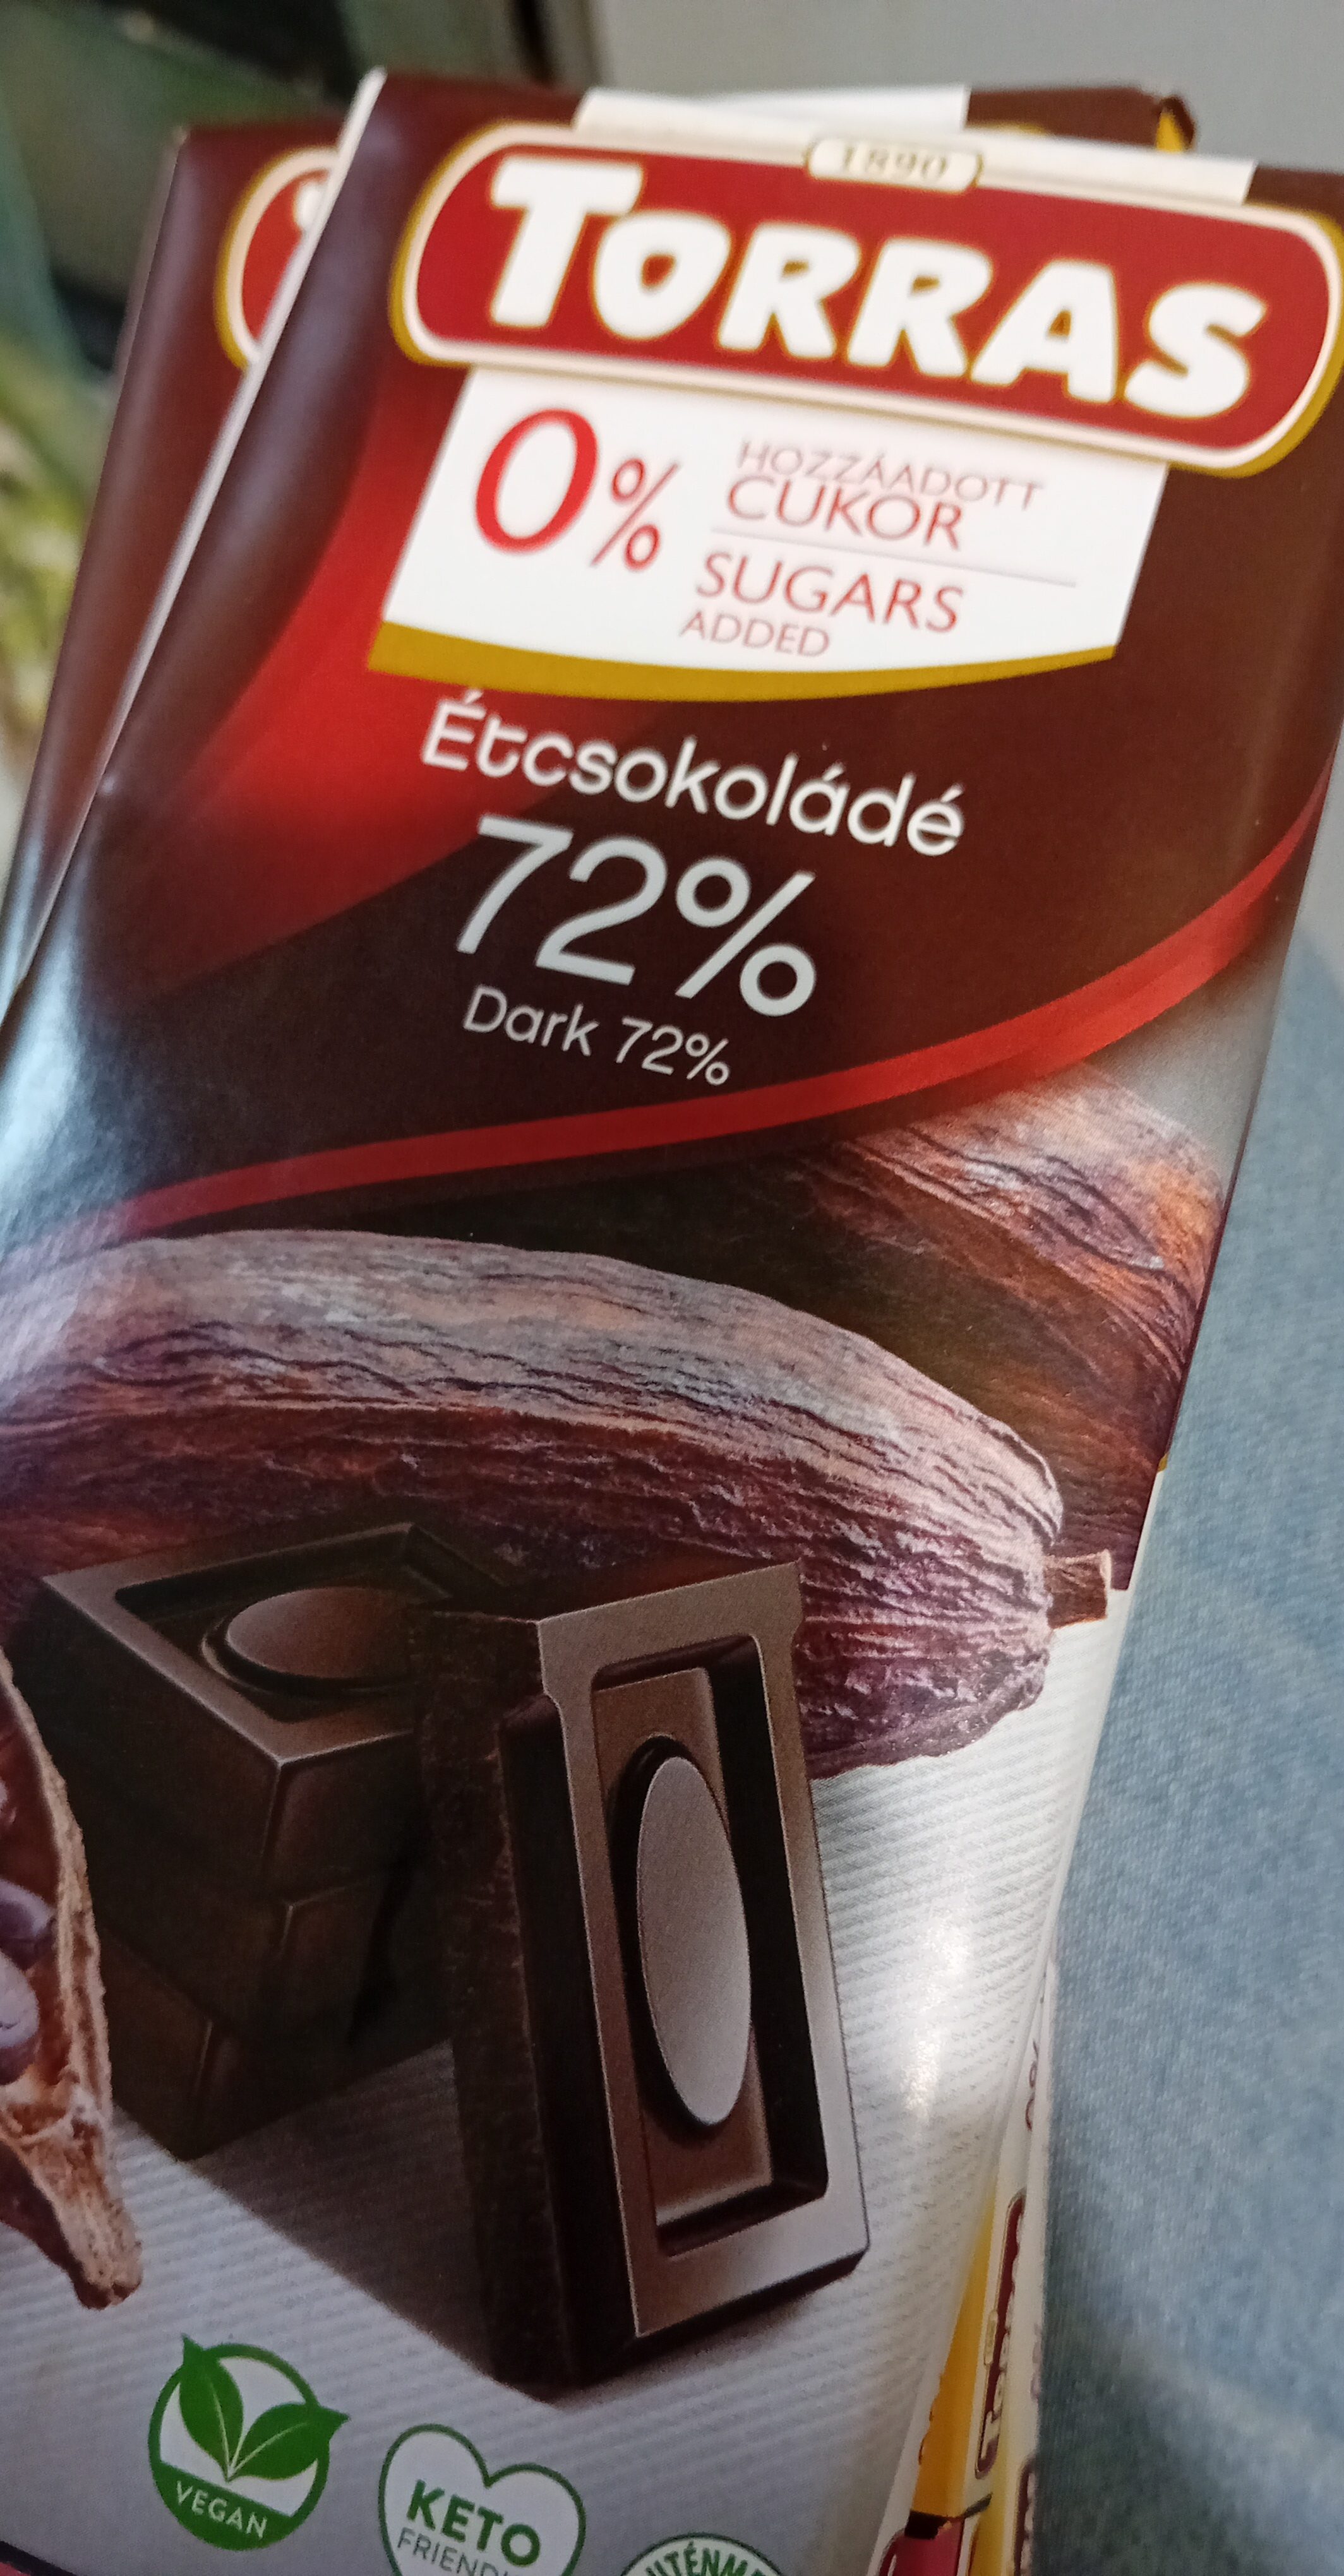 1890
TORRAS
0%
HOZZÁADOTT
CUKOR
SUGARS
ADDED
Étcsokoládé
72%
Dark 72%
VEGAN
KETO